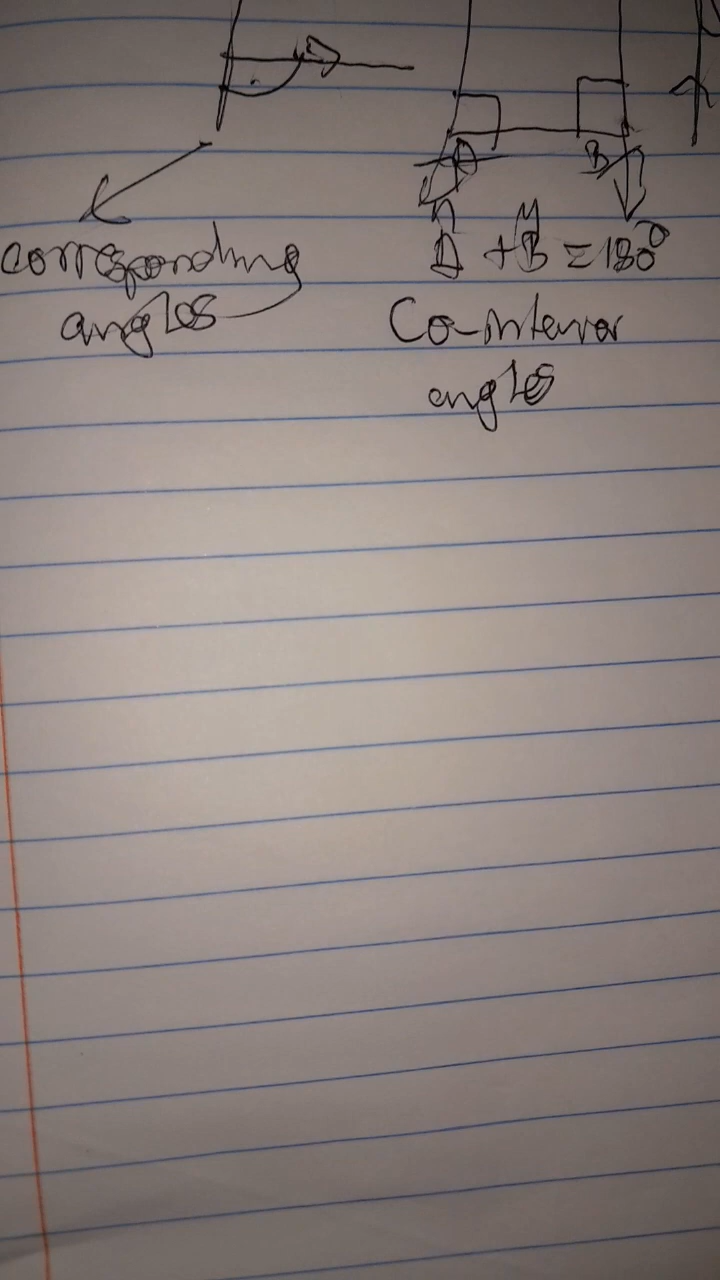 A B
Â + B̂ = 180°
corresponding
angles
Co-interior
angles